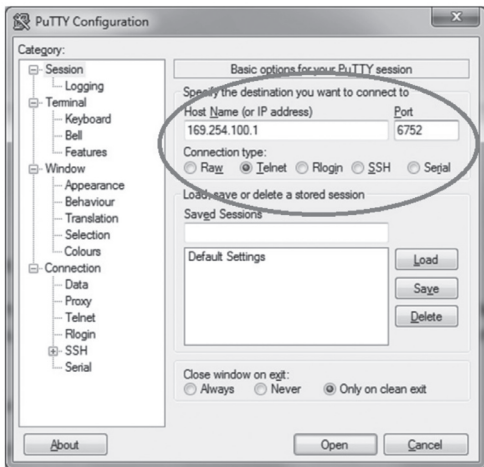 PuTTY Configuration
Category:
Session
Logging
Terminal
Keyboard
Bell
Features
Window
Appearance
Behaviour
Translation
Selection
Colours
Connection
Data
Proxy
Telnet
Rlogin
SSH
Serial
Basic options for your PuTTY session
Specify the destination you want to connect to
Host Name (or IP address) Port
169.254.100.1 6752
Connection type:
Raw Telnet Rlogin SSH Serial
Load, save or delete a stored session
Saved Sessions
Default Settings
Load
Save
Delete
Close window on exit:
Always Never Only on clean exit
About Open Cancel